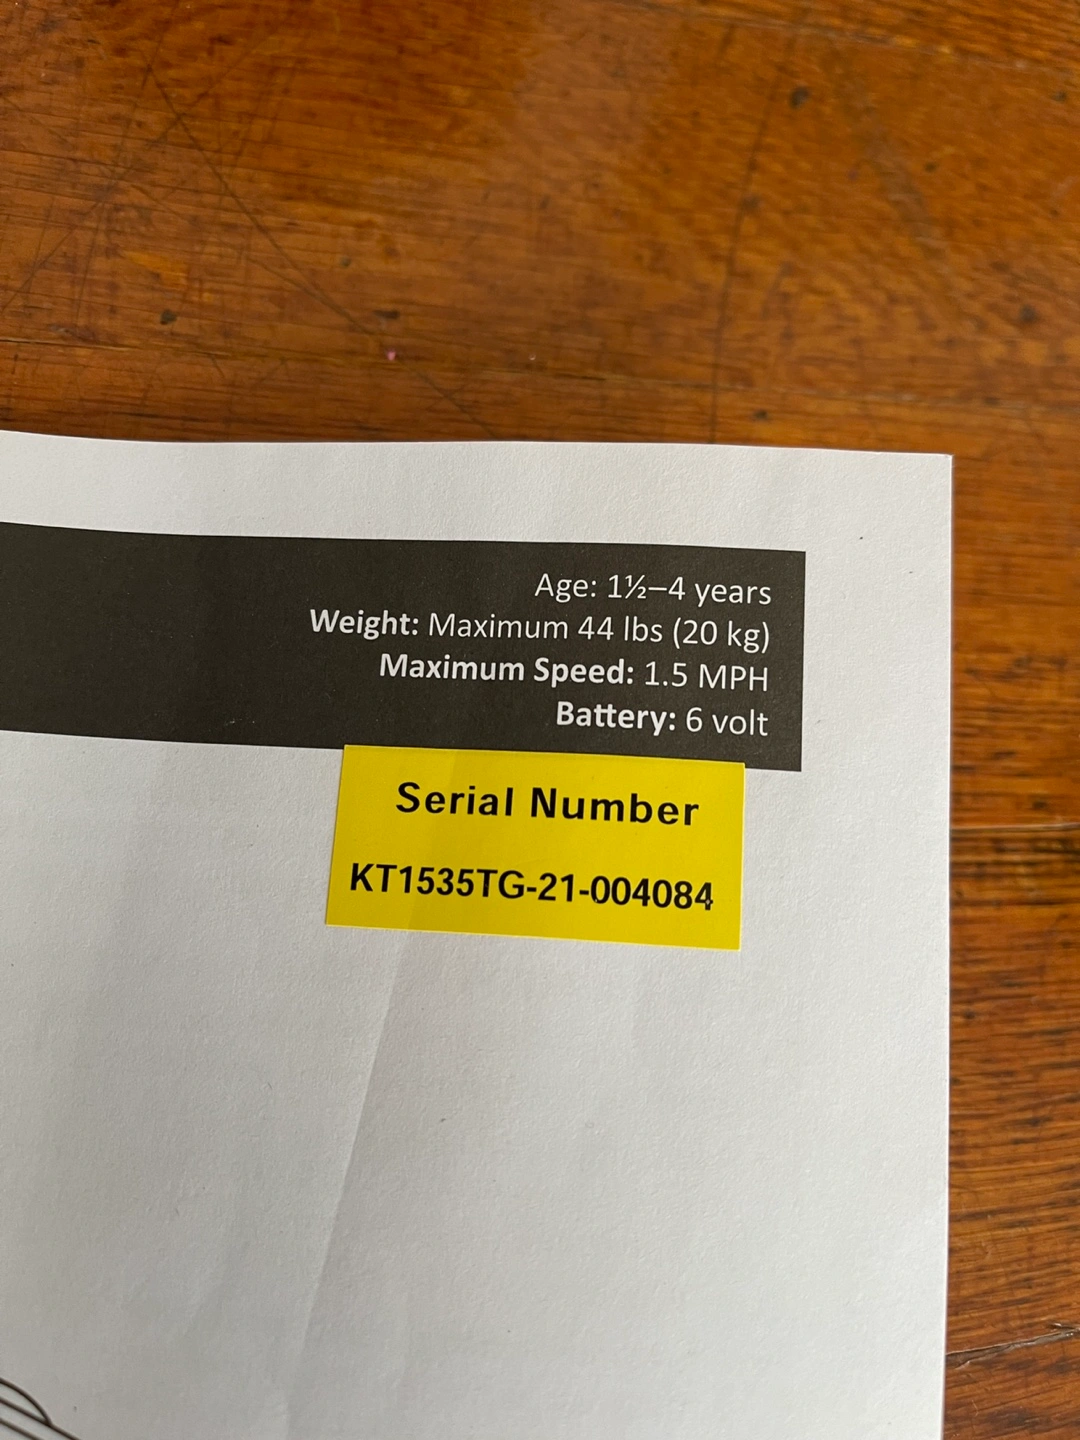 Age: 1½–4 years
Weight: Maximum 44 lbs (20 kg)
Maximum Speed: 1.5 MPH
Battery: 6 volt
Serial Number
KT1535TG-21-004084